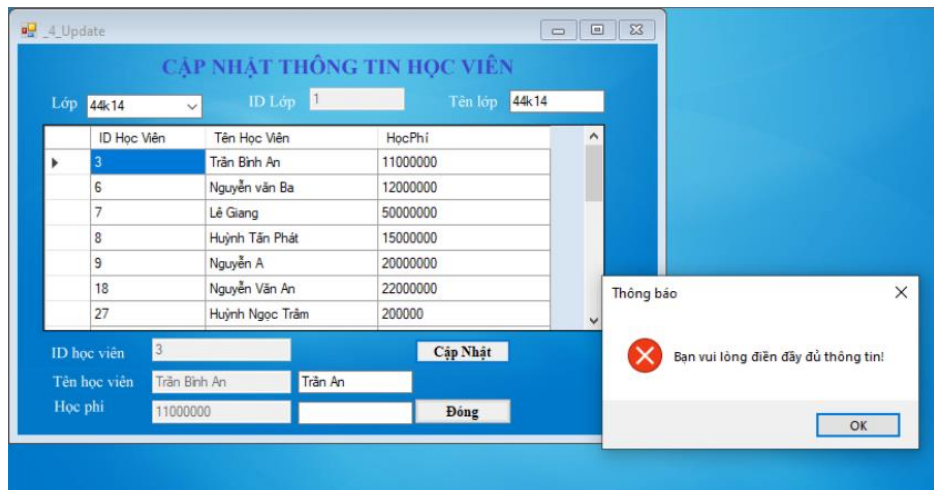 _4_Update
CẬP NHẬT THÔNG TIN HỌC VIÊN
Lớp 44k14 ID Lớp 1 Tên lớp 44k14
ID Học Viên Tên Học Viên HọcPhí
3 Trần Bình An 11000000
6 Nguyễn văn Ba 12000000
7 Lê Giang 50000000
8 Huỳnh Tấn Phát 15000000
9 Nguyễn A 20000000
18 Nguyễn Văn An 22000000
27 Huỳnh Ngọc Trâm 200000
ID học viên 3 Cập Nhật
Tên học viên Trần Bình An Trần An
Học phí 11000000 Đóng
Thông báo
Bạn vui lòng điền đầy đủ thông tin!
OK